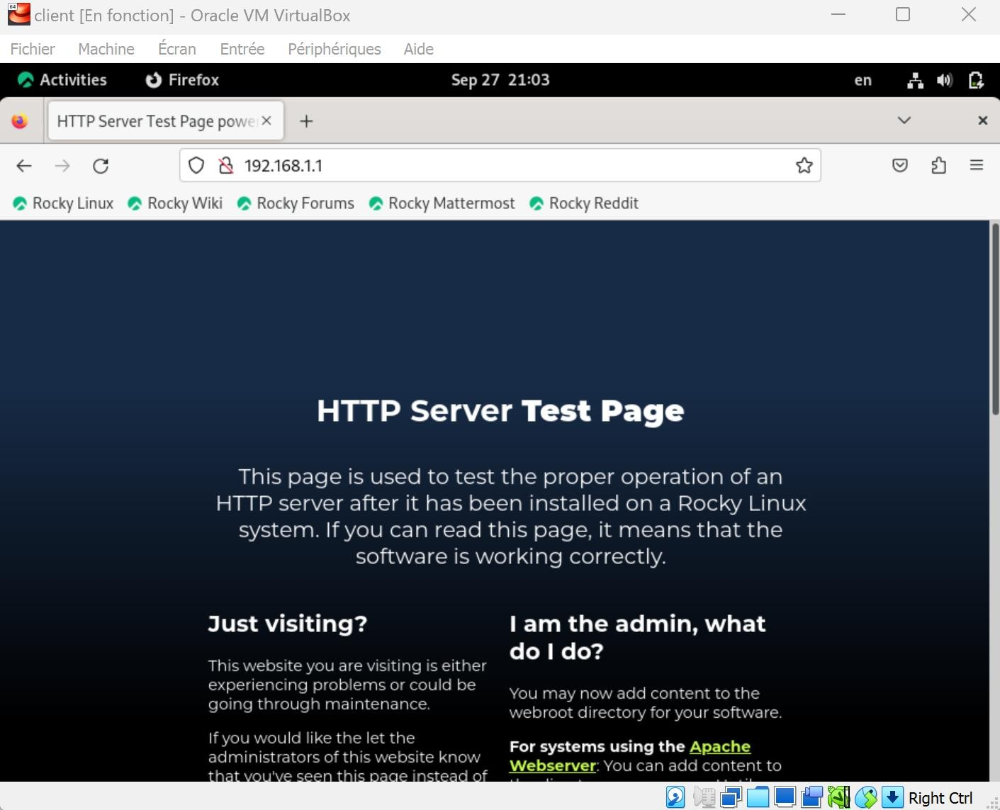 client [En fonction] - Oracle VM VirtualBox
Fichier Machine Écran Entrée Périphériques Aide
Activities Firefox Sep 27 21:03 en
HTTP Server Test Page powe
192.168.1.1
Rocky Linux Rocky Wiki Rocky Forums Rocky Mattermost Rocky Reddit
HTTP Server Test Page
This page is used to test the proper operation of an
HTTP server after it has been installed on a Rocky Linux
system. If you can read this page, it means that the
software is working correctly.
Just visiting?
This website you are visiting is either
experiencing problems or could be
going through maintenance.
If you would like the let the
administrators of this website know
that you've seen this page instead of
I am the admin, what
do I do?
You may now add content to the
webroot directory for your software.
For systems using the Apache
Webserver: You can add content to
Right Ctrl